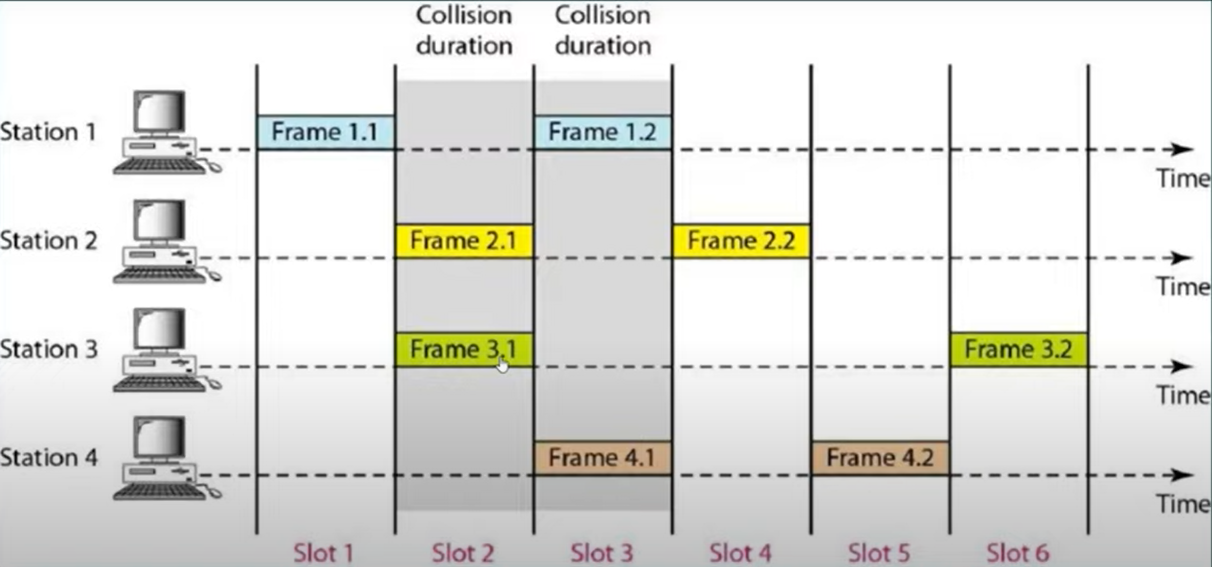 Collision duration
Collision duration
Station 1
Frame 1.1
Frame 1.2
Time
Station 2
Frame 2.1
Frame 2.2
Time
Station 3
Frame 3.1
Frame 3.2
Time
Station 4
Frame 4.1
Frame 4.2
Time
Slot 1
Slot 2
Slot 3
Slot 4
Slot 5
Slot 6